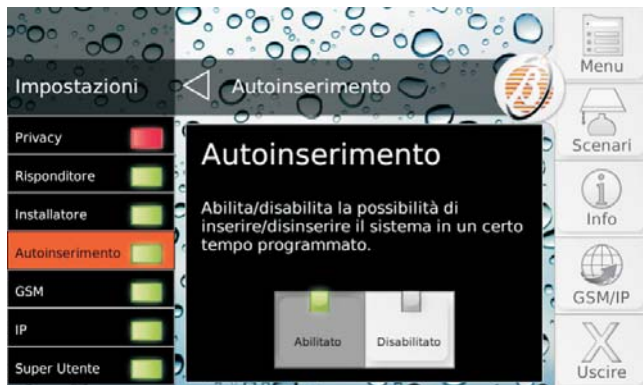 Impostazioni
Autoinserimento
Menu
Privacy
Risponditore
Installatore
Autoinserimento
GSM
IP
Super Utente
Autoinserimento
Abilita/disabilita la possibilità di
inserire/disinserire il sistema in un certo
tempo programmato.
Abilitato
Disabilitato
Scenari
Info
GSM/IP
Uscire